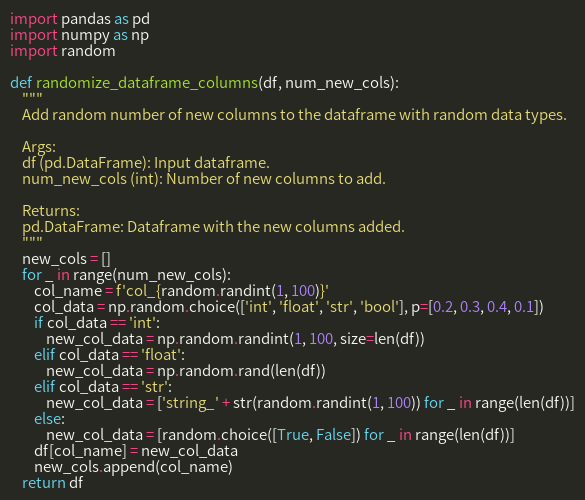 import pandas as pd
import numpy as np
import random

def randomize_dataframe_columns(df, num_new_cols):
    """
    Add random number of new columns to the dataframe with random data types.

    Args:
    df (pd.DataFrame): Input dataframe.
    num_new_cols (int): Number of new columns to add.

    Returns:
    pd.DataFrame: Dataframe with the new columns added.
    """
    new_cols = []
    for _ in range(num_new_cols):
        col_name = f'col_{random.randint(1, 100)}'
        col_data = np.random.choice(['int', 'float', 'str', 'bool'], p=[0.2, 0.3, 0.4, 0.1])
        if col_data == 'int':
            new_col_data = np.random.randint(1, 100, size=len(df))
        elif col_data == 'float':
            new_col_data = np.random.rand(len(df))
        elif col_data == 'str':
            new_col_data = ['string_' + str(random.randint(1, 100)) for _ in range(len(df))]
        else:
            new_col_data = [random.choice([True, False]) for _ in range(len(df))]
        df[col_name] = new_col_data
        new_cols.append(col_name)
    return df